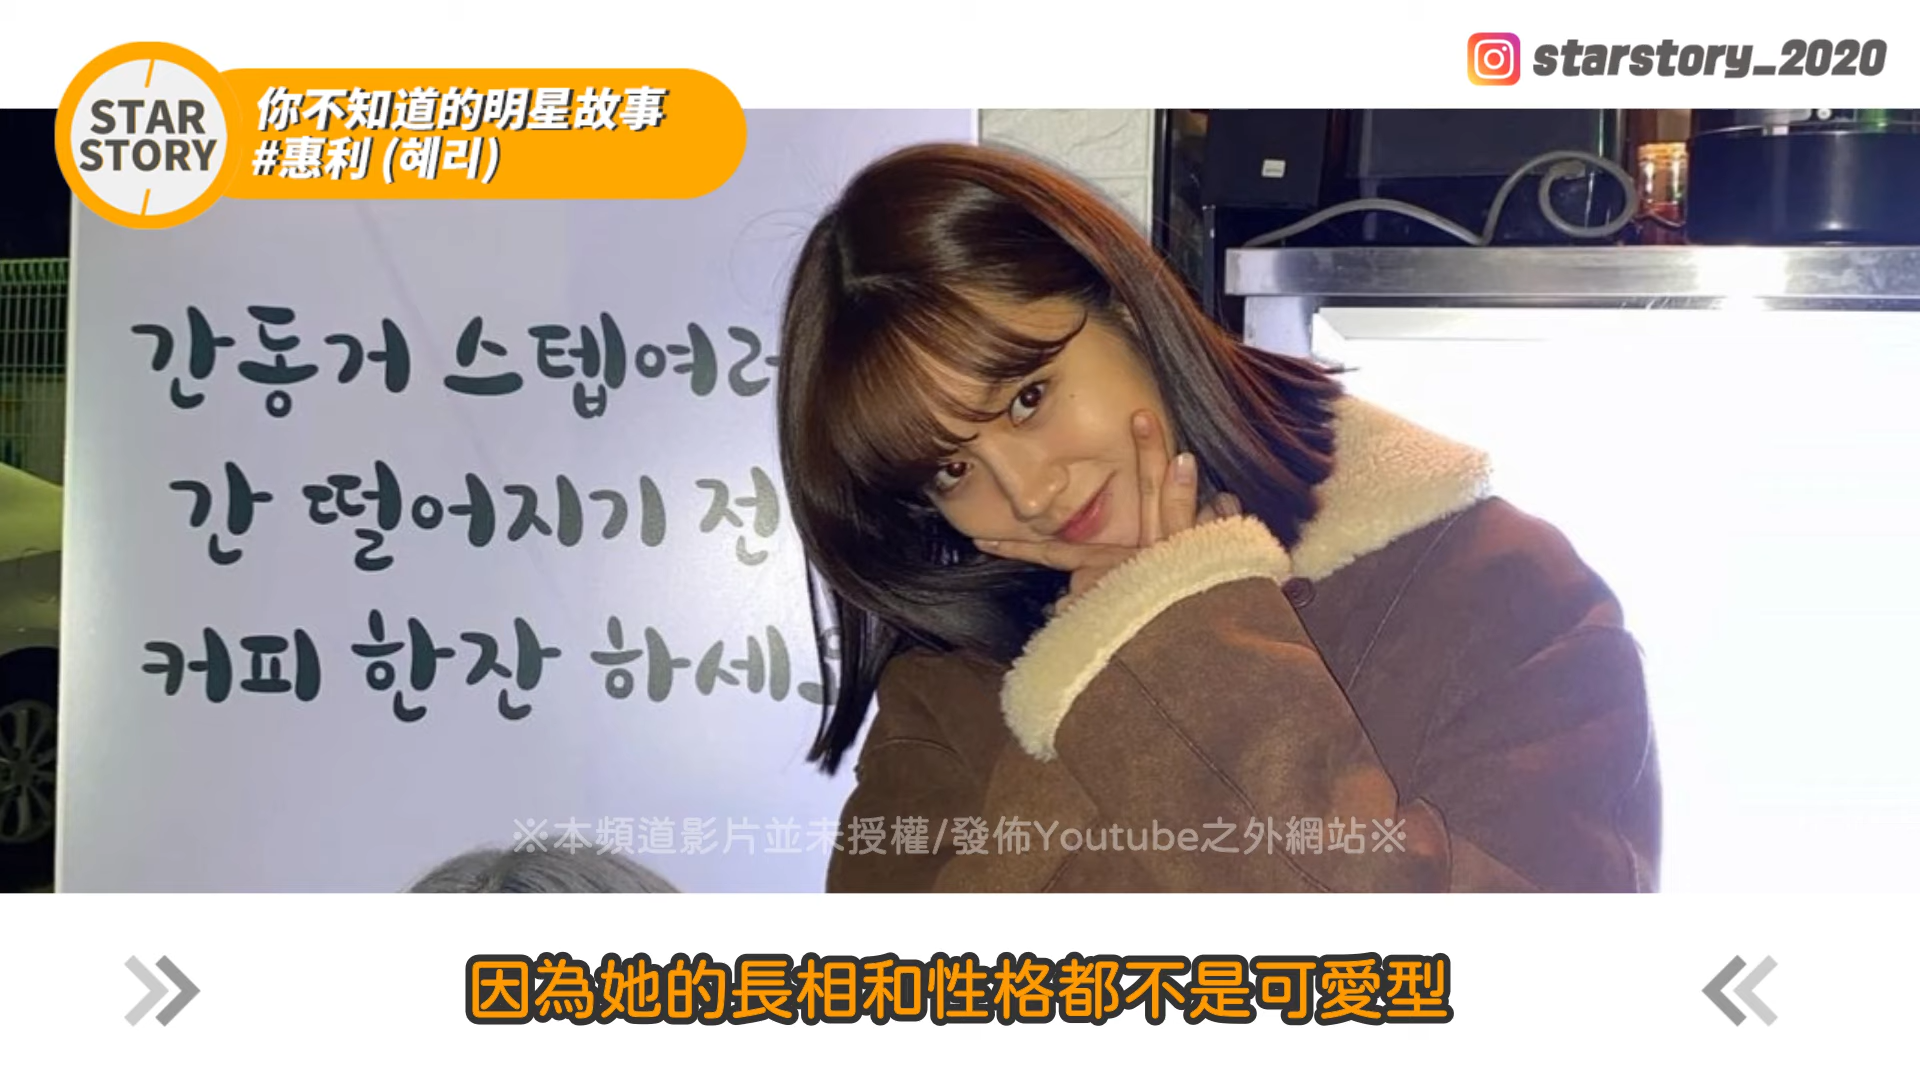 starstory_2020
STAR
STORY
你不知道的明星故事
#惠利 (혜리)
간동거 스텝여러
간 떨어지기 전
커피 한잔 하세요
※本頻道影片並未授權/發佈Youtube之外網站※
因為她的長相和性格都不是可愛型